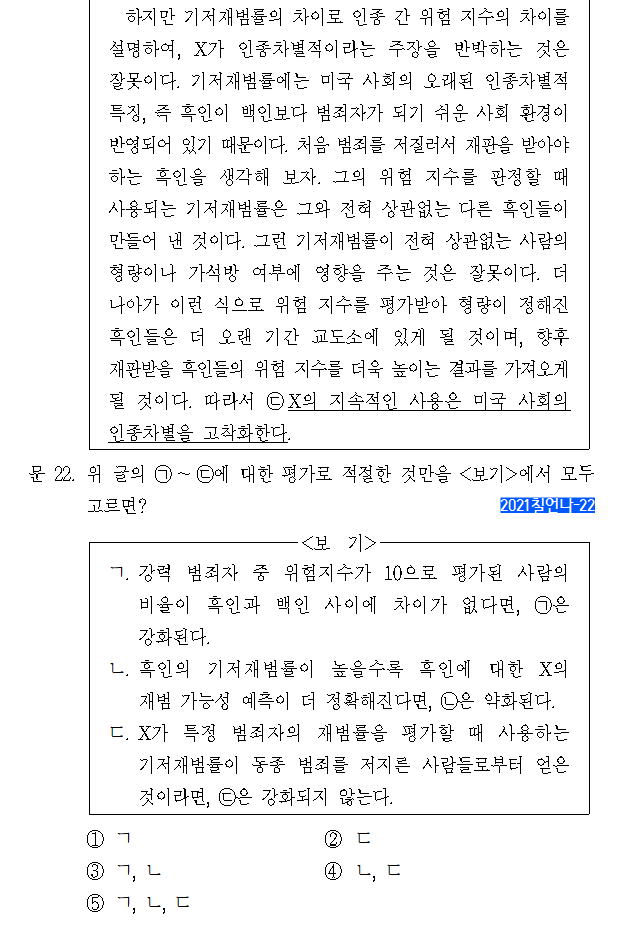 하지만 기저재범률의 차이로 인종 간 위험 지수의 차이를
설명하여, X가 인종차별적이라는 주장을 반박하는 것은
잘못이다. 기저재범률에는 미국 사회의 오래된 인종차별적
특징, 즉 흑인이 백인보다 범죄자가 되기 쉬운 사회 환경이
반영되어 있기 때문이다. 처음 범죄를 저질러서 재판을 받아야
하는 흑인을 생각해 보자. 그의 위험 지수를 판정할 때
사용되는 기저재범률은 그와 전혀 상관없는 다른 흑인들이
만들어 낸 것이다. 그런 기저재범률이 전혀 상관없는 사람의
형량이나 가석방 여부에 영향을 주는 것은 잘못이다. 더
나아가 이런 식으로 위험 지수를 평가받아 형량이 정해진
흑인들은 더 오랜 기간 교도소에 있게 될 것이며, 향후
재판받을 흑인들의 위험 지수를 더욱 높이는 결과를 가져오게
될 것이다. 따라서 ㉢X의 지속적인 사용은 미국 사회의
인종차별을 고착화한다.
문 22. 위 글의 ㉠～㉢에 대한 평가로 적절한 것만을 <보기>에서 모두
고르면? 2021칠언나-22
<보 기>
ㄱ. 강력 범죄자 중 위험지수가 10으로 평가된 사람의
비율이 흑인과 백인 사이에 차이가 없다면, ㉠은
강화된다.
ㄴ. 흑인의 기저재범률이 높을수록 흑인에 대한 X의
재범 가능성 예측이 더 정확해진다면, ㉡은 약화된다.
ㄷ. X가 특정 범죄자의 재범률을 평가할 때 사용하는
기저재범률이 동종 범죄를 저지른 사람들로부터 얻은
것이라면, ㉢은 강화되지 않는다.
① ㄱ ② ㄷ
③ ㄱ, ㄴ ④ ㄴ, ㄷ
⑤ ㄱ, ㄴ, ㄷ